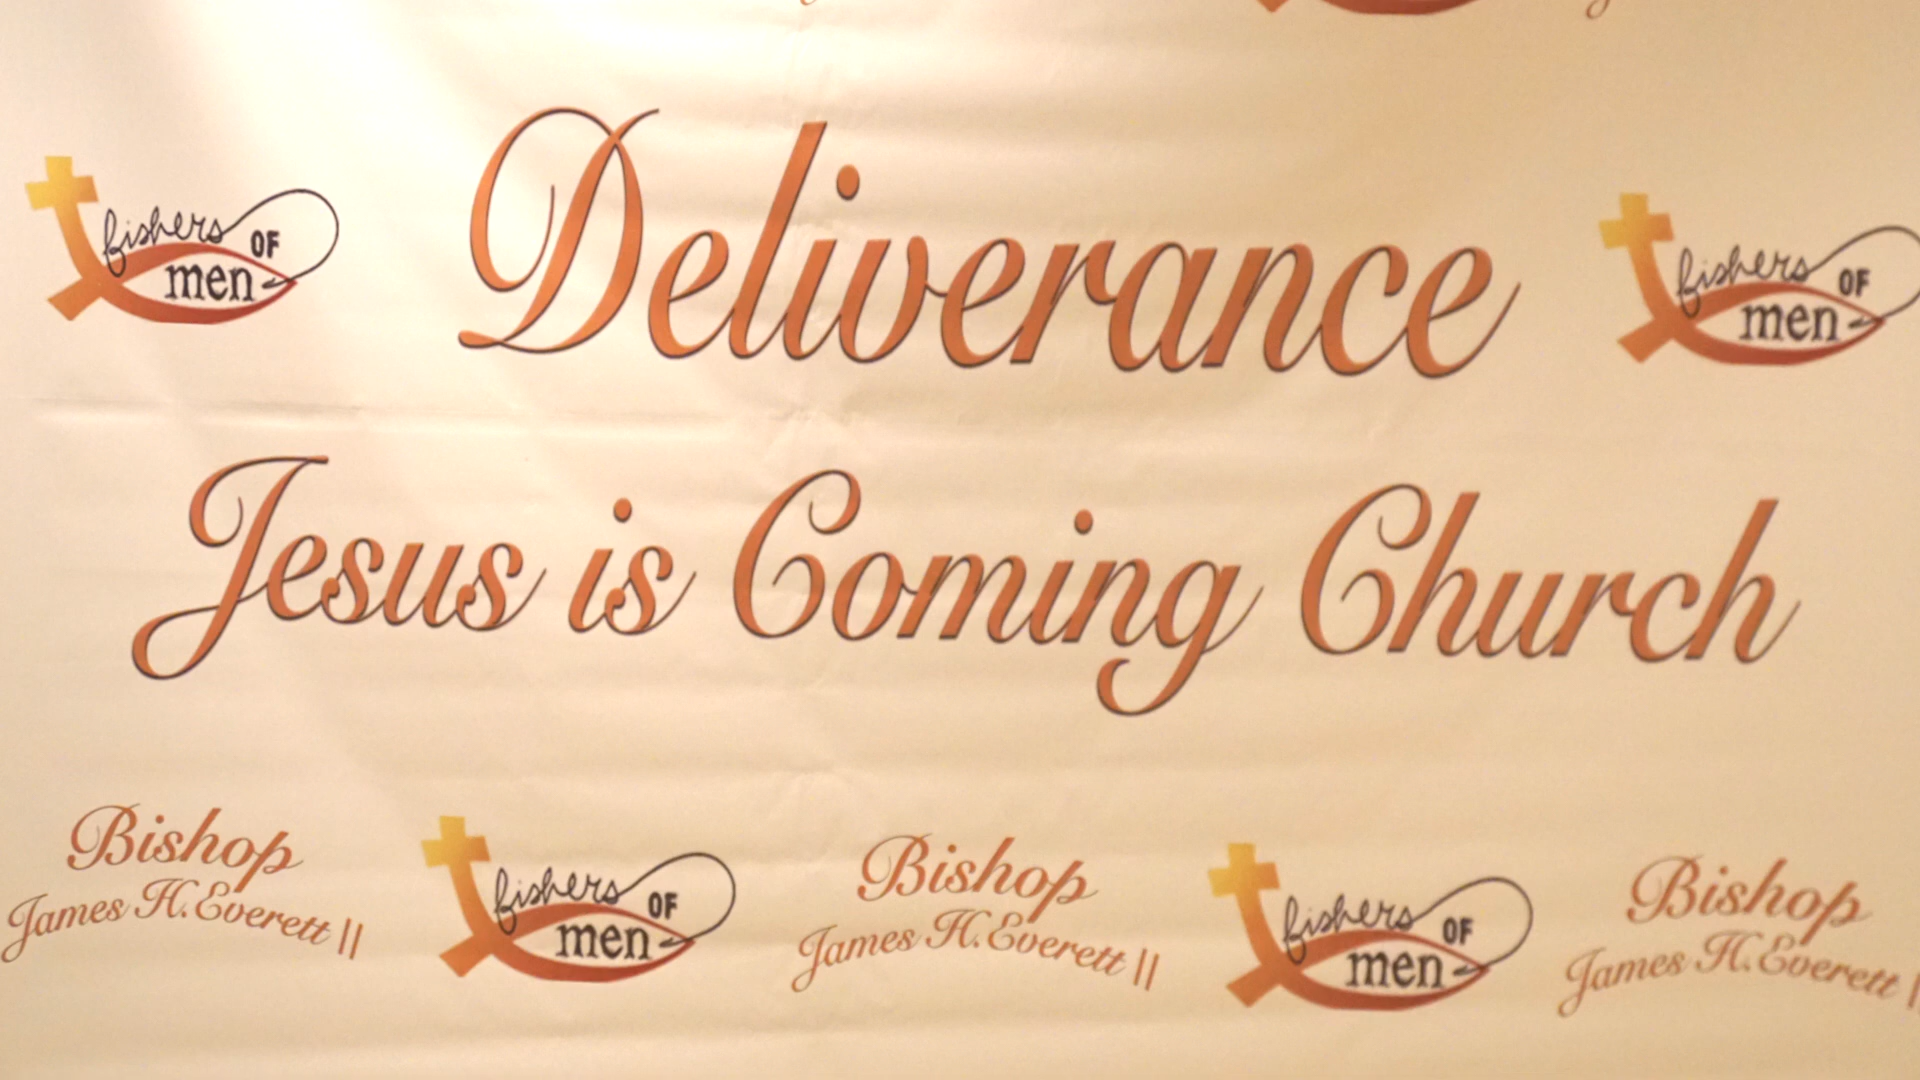 Deliverance
fishers OF
men
fishers OF
men
Jesus is Coming Church
Bishop
James H. Everett II
fishers OF
men
Bishop
James H. Everett II
fishers OF
men
Bishop
James H. Everett